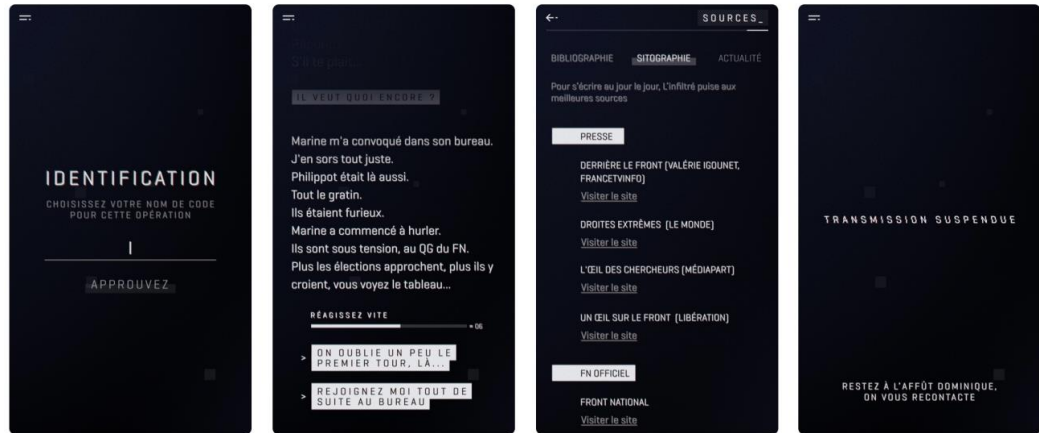 IDENTIFICATION
CHOISISSEZ VOTRE NOM DE CODE
POUR CETTE OPÉRATION
APPROUVEZ
S'il te plait...
IL VEUT QUOI ENCORE ?
Marine m'a convoqué dans son bureau.
J'en sors tout juste.
Philippot était là aussi.
Tout le gratin.
Ils étaient furieux.
Marine a commencé à hurler.
Ils sont sous tension, au QG du FN.
Plus les élections approchent, plus ils y
croient, vous voyez le tableau...
RÉAGISSEZ VITE
06
> ON OUBLIE UN PEU LE
PREMIER TOUR, LÀ...
> REJOIGNEZ MOI TOUT DE
SUITE AU BUREAU
SOURCES_
BIBLIOGRAPHIE SITOGRAPHIE ACTUALITÉ
Pour s'écrire au jour le jour, L'infiltré puise aux
meilleures sources
PRESSE
DERRIÈRE LE FRONT (VALÉRIE IGOUNET,
FRANCETVINFO)
Visiter le site
DROITES EXTRÊMES (LE MONDE)
Visiter le site
L'ŒIL DES CHERCHEURS (MÉDIAPART)
Visiter le site
UN ŒIL SUR LE FRONT (LIBÉRATION)
Visiter le site
FN OFFICIEL
FRONT NATIONAL
Visiter le site
TRANSMISSION SUSPENDUE
RESTEZ À L'AFFÛT DOMINIQUE,
ON VOUS RECONTACTE